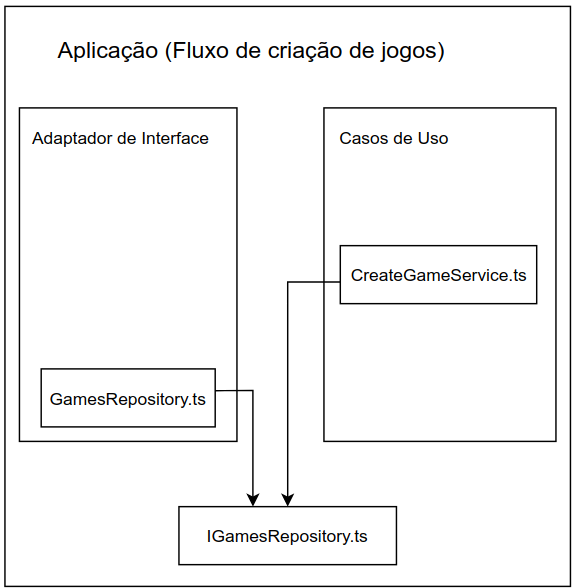 Aplicação (Fluxo de criação de jogos)
Adaptador de Interface
Casos de Uso
CreateGameService.ts
GamesRepository.ts
IGamesRepository.ts